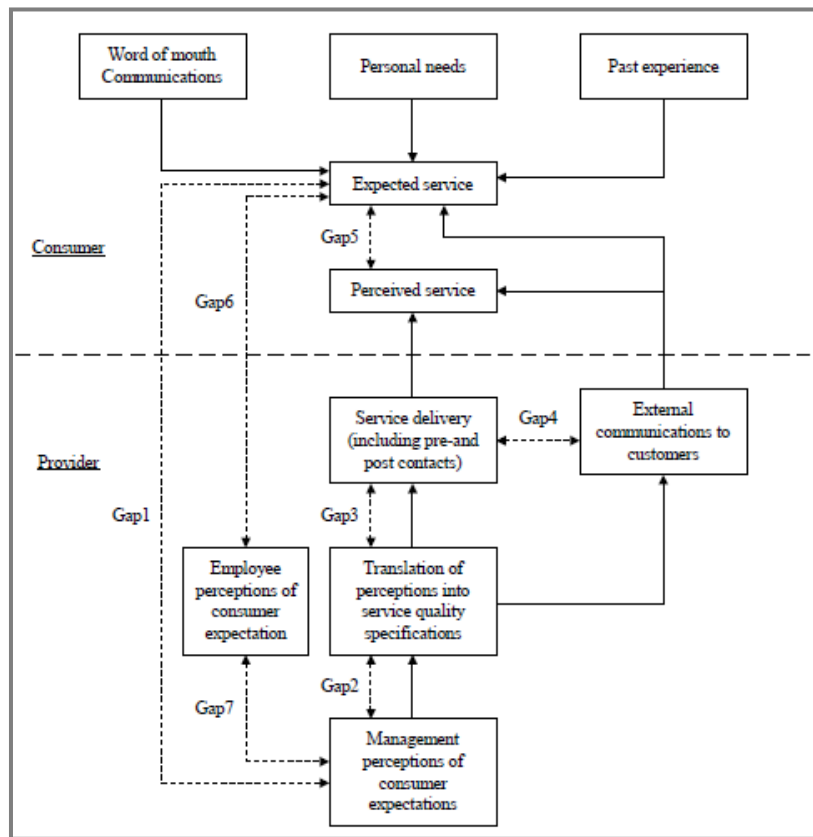 Word of mouth
Communications
Personal needs
Past experience
Expected service
Gap5
Consumer
Perceived service
Gap6
Service delivery
(including pre-and
post contacts)
Gap4
External
communications to
customers
Provider
Gap1
Gap3
Employee
perceptions of
consumer
expectation
Translation of
perceptions into
service quality
specifications
Gap2
Gap7
Management
perceptions of
consumer
expectations